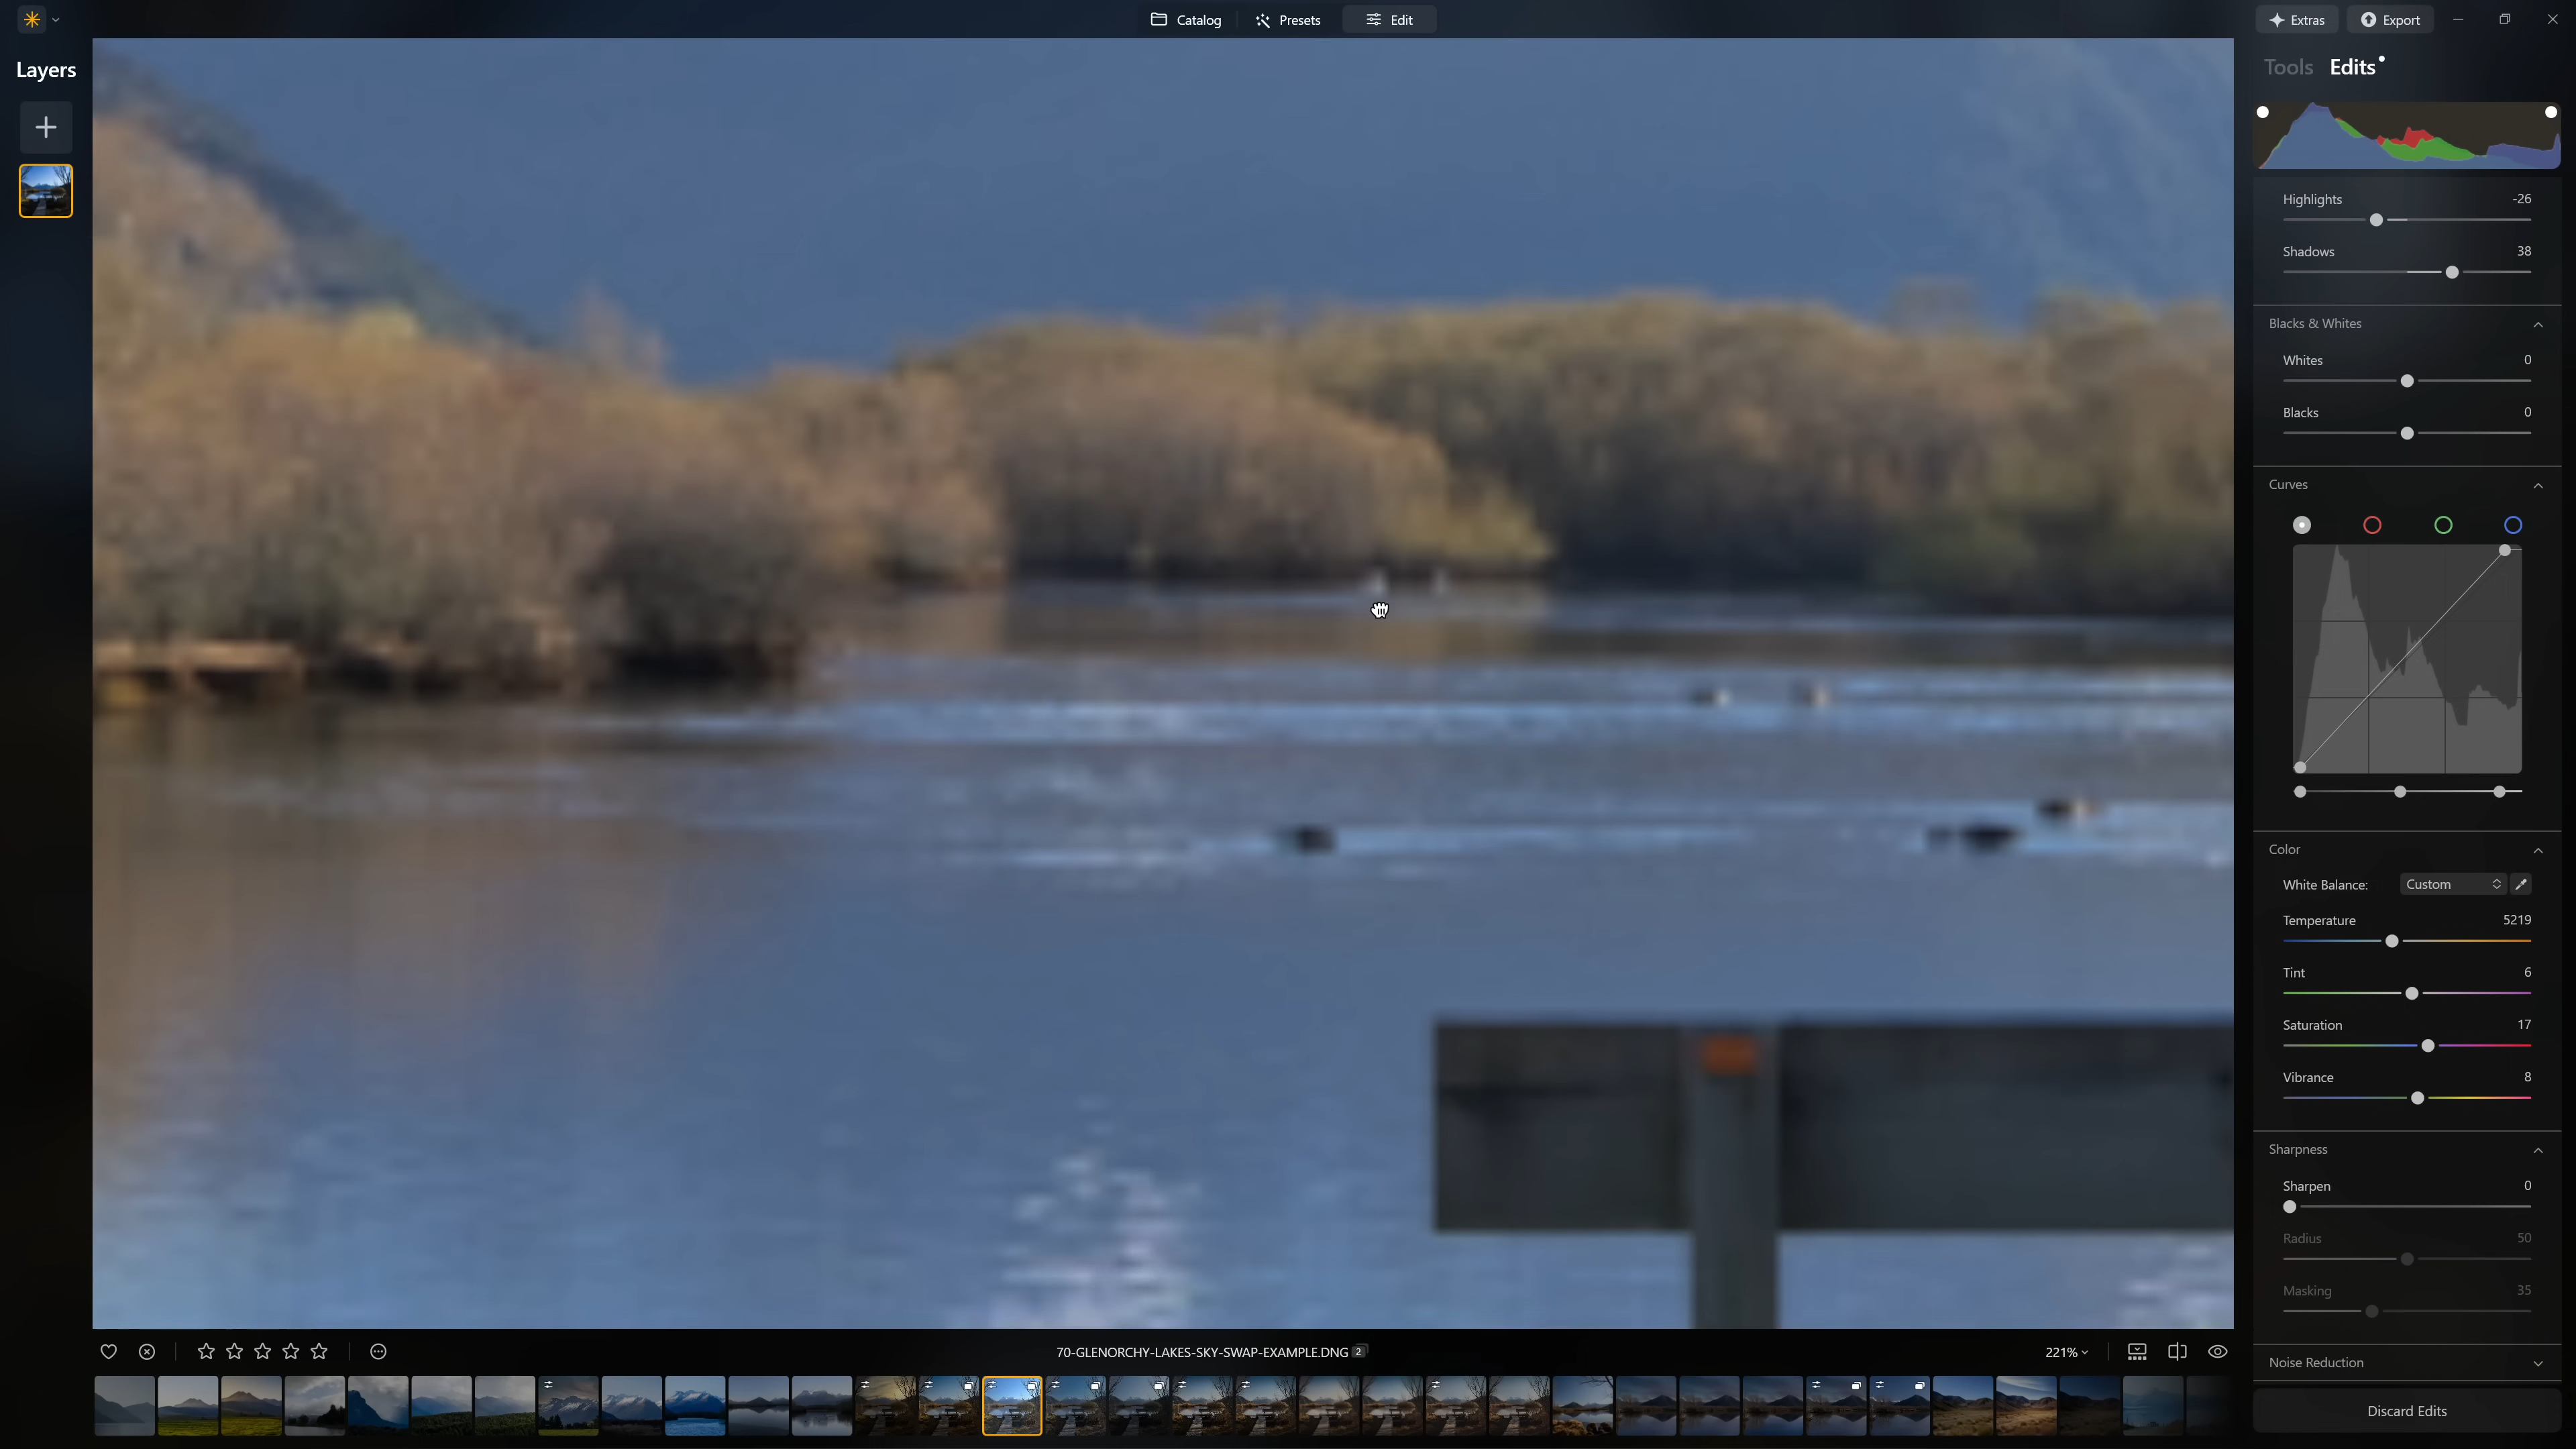 Catalog
Presets
Edit
Extras
Export
Layers
Tools
Edits
Highlights -26
Shadows 38
Blacks & Whites
Whites 0
Blacks 0
Curves
Color
White Balance: Custom
Temperature 5219
Tint 6
Saturation 17
Vibrance 8
Sharpness
Sharpen 0
Radius 50
Masking 35
Noise Reduction
Discard Edits
70-GLENORCHY-LAKES-SKY-SWAP-EXAMPLE.DNG 2
221%